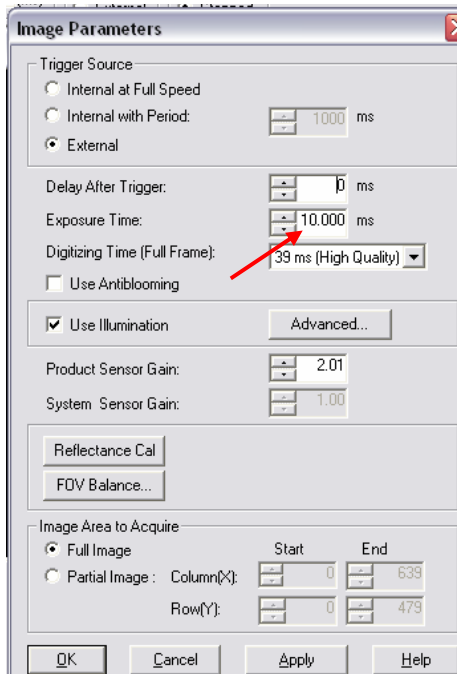 Image Parameters
Trigger Source
Internal at Full Speed
Internal with Period: 1000 ms
External
Delay After Trigger: 0 ms
Exposure Time: 10.000 ms
Digitizing Time (Full Frame): 39 ms (High Quality)
Use Antiblooming
Use Illumination Advanced...
Product Sensor Gain: 2.01
System Sensor Gain: 1.00
Reflectance Cal
FOV Balance...
Image Area to Acquire
Full Image Start End
Partial Image : Column(X): 0 639
Row(Y): 0 479
OK Cancel Apply Help